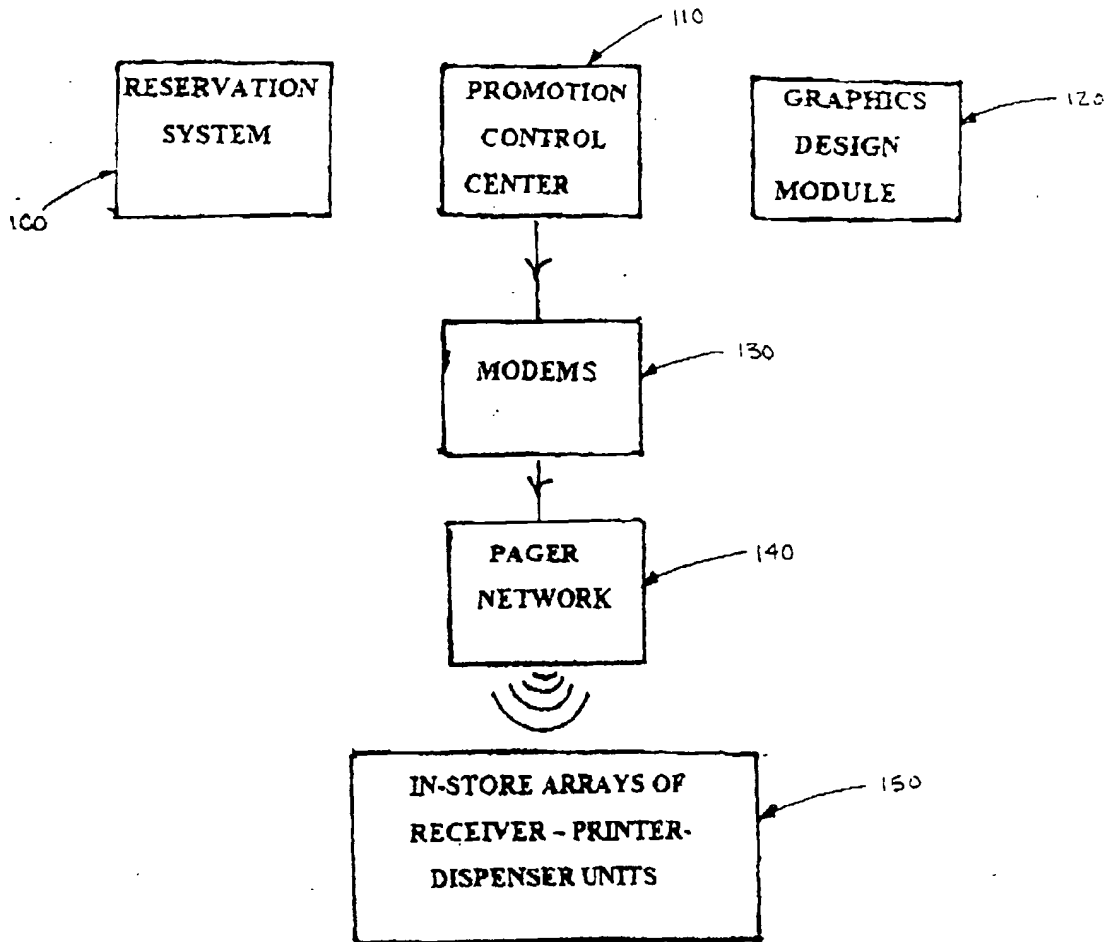 110
RESERVATION
SYSTEM
100
PROMOTION
CONTROL
CENTER
GRAPHICS
DESIGN
MODULE
120
MODEMS
130
PAGER
NETWORK
140
IN-STORE ARRAYS OF
RECEIVER - PRINTER-
DISPENSER UNITS
150